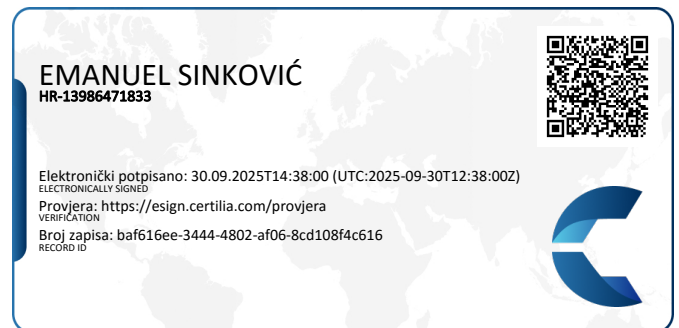 EMANUEL SINKOVIĆ
HR-13986471833
Elektronički potpisano: 30.09.2025T14:38:00 (UTC:2025-09-30T12:38:00Z)
ELECTRONICALLY SIGNED
Provjera: https://esign.certilia.com/provjera
VERIFICATION
Broj zapisa: baf616ee-3444-4802-af06-8cd108f4c616
RECORD ID